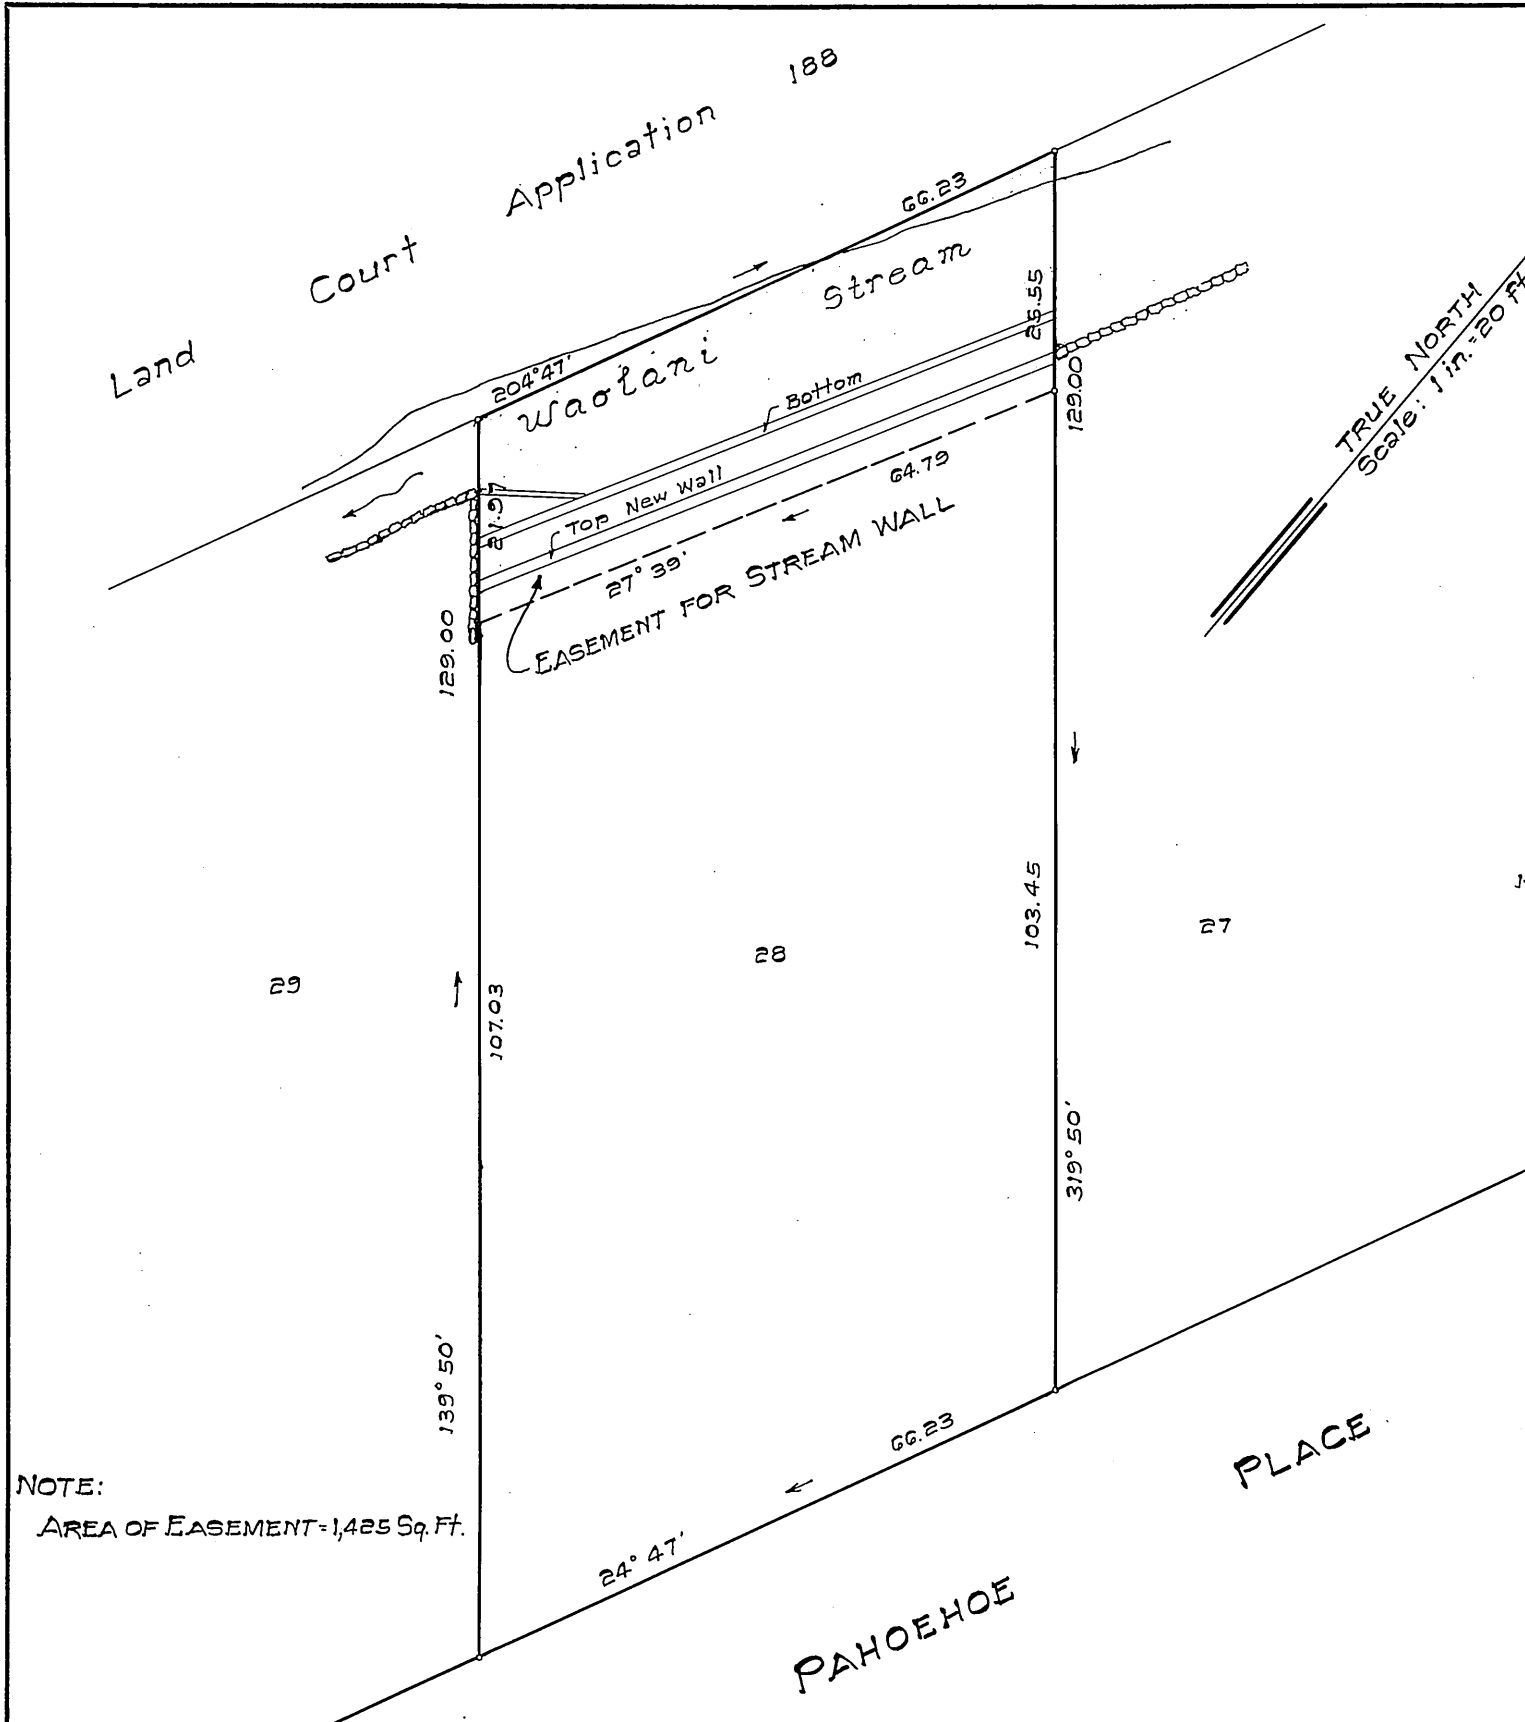 Land Court Application 188
66.23
204°47'
Waolani Stream
25.55
129.00
TRUE NORTH
Scale: 1 in.=20 Ft
Bottom
64.79
Top New Wall
27° 39'
EASEMENT FOR STREAM WALL
129.00
103.45
27
28
29
107.03
319° 50'
139° 50'
66.23
24° 47'
NOTE:
AREA OF EASEMENT=1,425 Sq. Ft.
PAHOEHOE PLACE